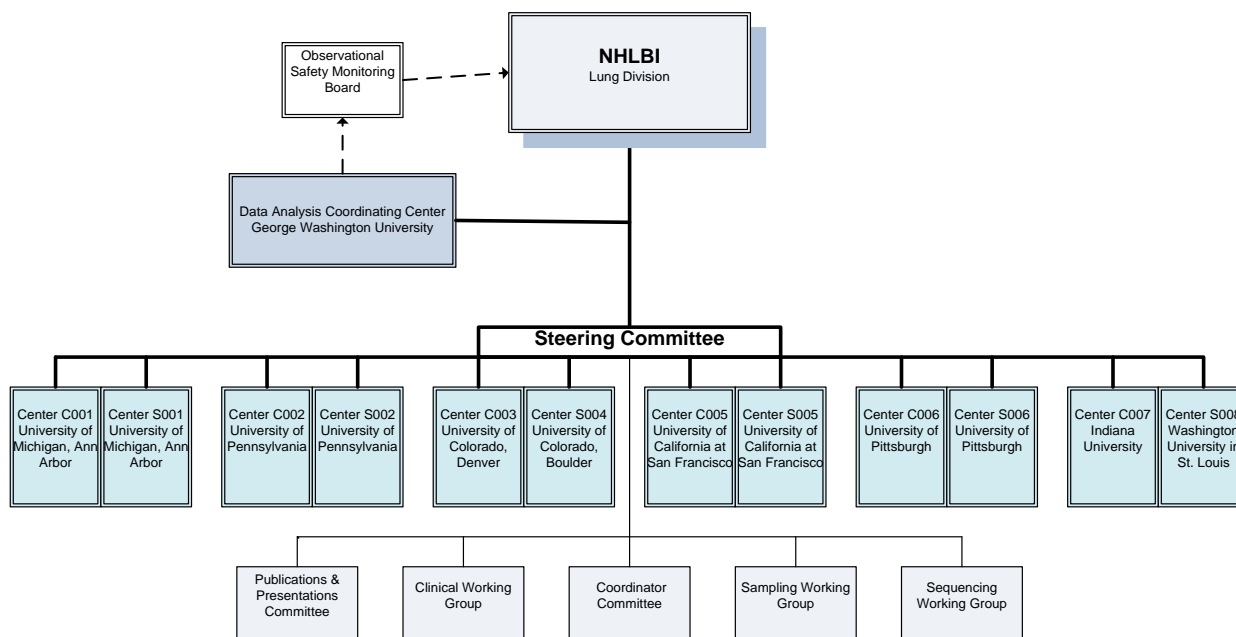 NHLBI
Lung Division
Observational
Safety Monitoring
Board
Data Analysis Coordinating Center
George Washington University
Steering Committee
Center C001
University of
Michigan, Ann
Arbor
Center S001
University of
Michigan, Ann
Arbor
Center C002
University of
Pennsylvania
Center S002
University of
Pennsylvania
Center C003
University of
Colorado,
Denver
Center S004
University of
Colorado,
Boulder
Center C005
University of
California at
San Francisco
Center S005
University of
California at
San Francisco
Center C006
University of
Pittsburgh
Center S006
University of
Pittsburgh
Center C007
Indiana
University
Center S008
Washington
University in
St. Louis
Publications &
Presentations
Committee
Clinical Working
Group
Coordinator
Committee
Sampling Working
Group
Sequencing
Working Group